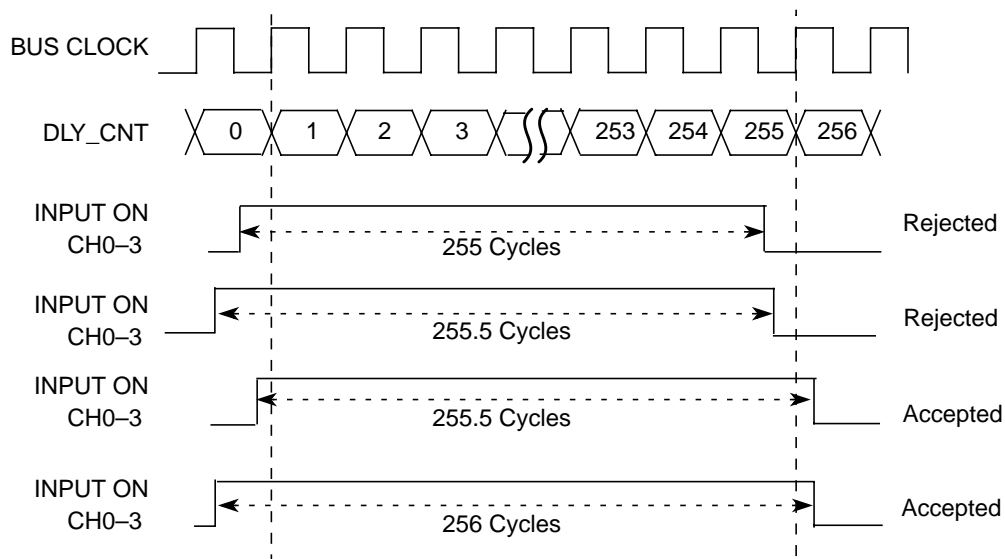 BUS CLOCK
DLY_CNT 0 1 2 3 253 254 255 256
INPUT ON
CH0–3
255 Cycles
Rejected
INPUT ON
CH0–3
255.5 Cycles
Rejected
INPUT ON
CH0–3
255.5 Cycles
Accepted
INPUT ON
CH0–3
256 Cycles
Accepted